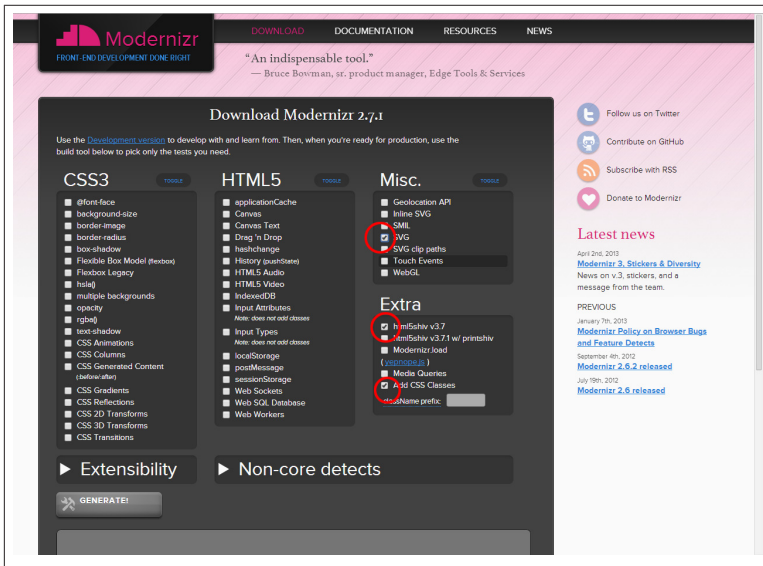 Modernizr
FRONT-END DEVELOPMENT DONE RIGHT
DOWNLOAD DOCUMENTATION RESOURCES NEWS
“An indispensable tool.”
— Bruce Bowman, sr. product manager, Edge Tools & Services
Download Modernizr 2.7.1
Use the Development version to develop with and learn from. Then, when you're ready for production, use the
build tool below to pick only the tests you need.
CSS3 TOGGLE
@font-face
background-size
border-image
border-radius
box-shadow
Flexible Box Model (flexbox)
Flexbox Legacy
hsla()
multiple backgrounds
opacity
rgba()
text-shadow
CSS Animations
CSS Columns
CSS Generated Content
(:before/:after)
CSS Gradients
CSS Reflections
CSS 2D Transforms
CSS 3D Transforms
CSS Transitions
HTML5 TOGGLE
applicationCache
Canvas
Canvas Text
Drag 'n Drop
hashchange
History (pushState)
HTML5 Audio
HTML5 Video
IndexedDB
Input Attributes
Note: does not add classes
Input Types
Note: does not add classes
localStorage
postMessage
sessionStorage
Web Sockets
Web SQL Database
Web Workers
Misc. TOGGLE
Geolocation API
Inline SVG
SMIL
SVG
SVG clip paths
Touch Events
WebGL
Extra
html5shiv v3.7
html5shiv v3.7.1 w/ printshiv
Modernizr.load
(yepnope.js)
Media Queries
Add CSS Classes
className prefix:
Extensibility
Non-core detects
GENERATE!
Follow us on Twitter
Contribute on GitHub
Subscribe with RSS
Donate to Modernizr
Latest news
April 2nd, 2013
Modernizr 3, Stickers & Diversity
News on v.3, stickers, and a
message from the team.
PREVIOUS
January 7th, 2013
Modernizr Policy on Browser Bugs
and Feature Detects
September 4th, 2012
Modernizr 2.6.2 released
July 19th, 2012
Modernizr 2.6 released